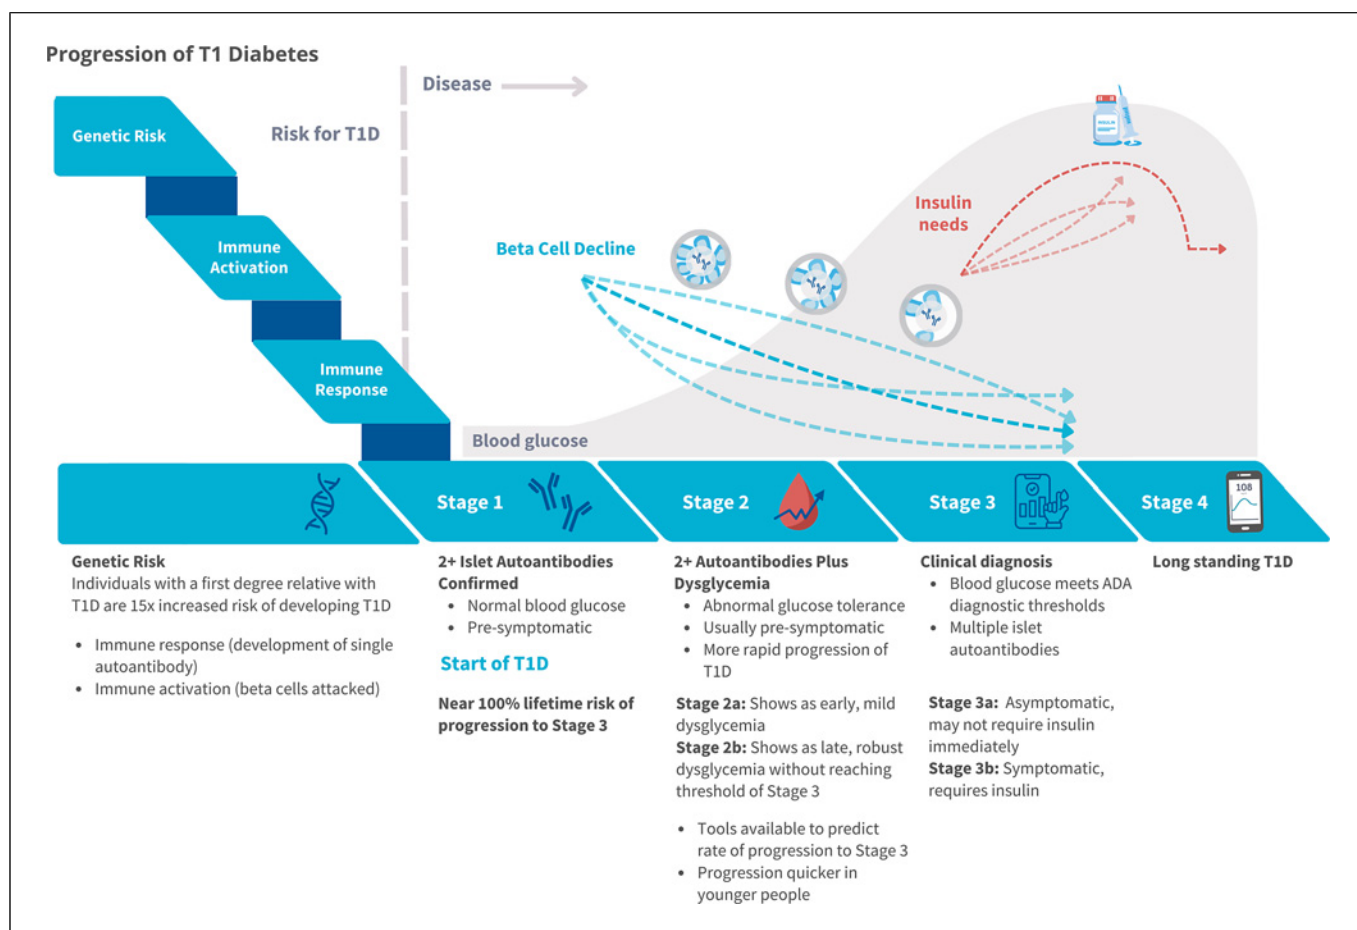 Progression of T1 Diabetes
Disease
Genetic Risk
Risk for T1D
INSULIN
Immune
Activation
Insulin
needs
Beta Cell Decline
Immune
Response
Blood glucose
Stage 1
Stage 2
Stage 3
Stage 4
108
Genetic Risk
Individuals with a first degree relative with
T1D are 15x increased risk of developing T1D
• Immune response (development of single
autoantibody)
• Immune activation (beta cells attacked)
2+ Islet Autoantibodies
Confirmed
• Normal blood glucose
• Pre-symptomatic
Start of T1D
Near 100% lifetime risk of
progression to Stage 3
2+ Autoantibodies Plus
Dysglycemia
• Abnormal glucose tolerance
• Usually pre-symptomatic
• More rapid progression of
T1D
Stage 2a: Shows as early, mild
dysglycemia
Stage 2b: Shows as late, robust
dysglycemia without reaching
threshold of Stage 3
• Tools available to predict
rate of progression to Stage 3
• Progression quicker in
younger people
Clinical diagnosis
• Blood glucose meets ADA
diagnostic thresholds
• Multiple islet
autoantibodies
Stage 3a: Asymptomatic,
may not require insulin
immediately
Stage 3b: Symptomatic,
requires insulin
Long standing T1D